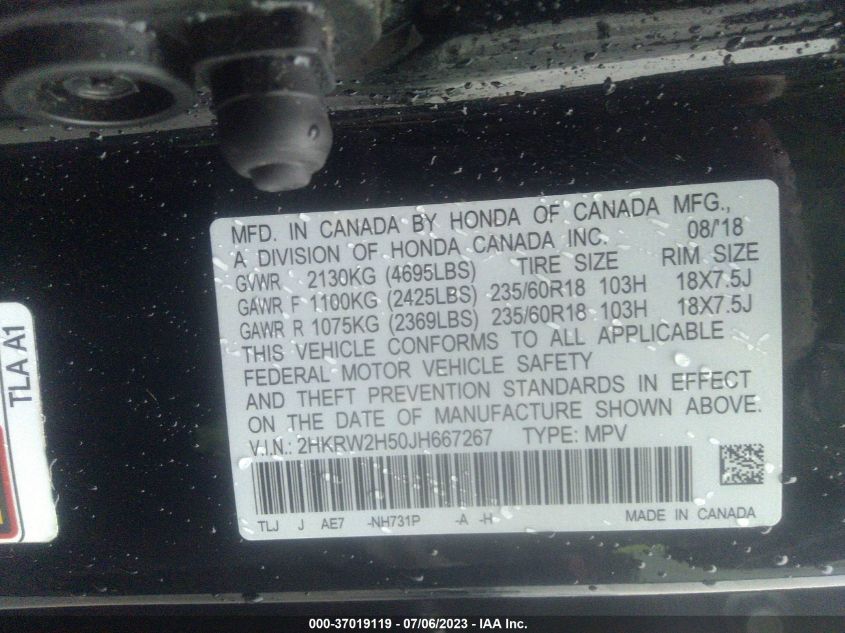 MFD. IN CANADA BY HONDA OF CANADA MFG.,
A DIVISION OF HONDA CANADA INC. 08/'18
GVWR 2130KG (4695LBS) TIRE SIZE RIM SIZE
GAWR F 1100KG (2425LBS) 235/60R18 103H 18X7.5J
GAWR R 1075KG (2369LBS) 235/60R18 103H 18X7.5J
THIS VEHICLE CONFORMS TO ALL APPLICABLE
FEDERAL MOTOR VEHICLE SAFETY
AND THEFT PREVENTION STANDARDS IN EFFECT
ON THE DATE OF MANUFACTURE SHOWN ABOVE.
V.I.N.: 2HKRW2H50JH667267 TYPE: MPV
TLJ J AE7 -NH731P -A -H MADE IN CANADA
TLA A1
000-37019119 - 07/06/2023 - IAA Inc.